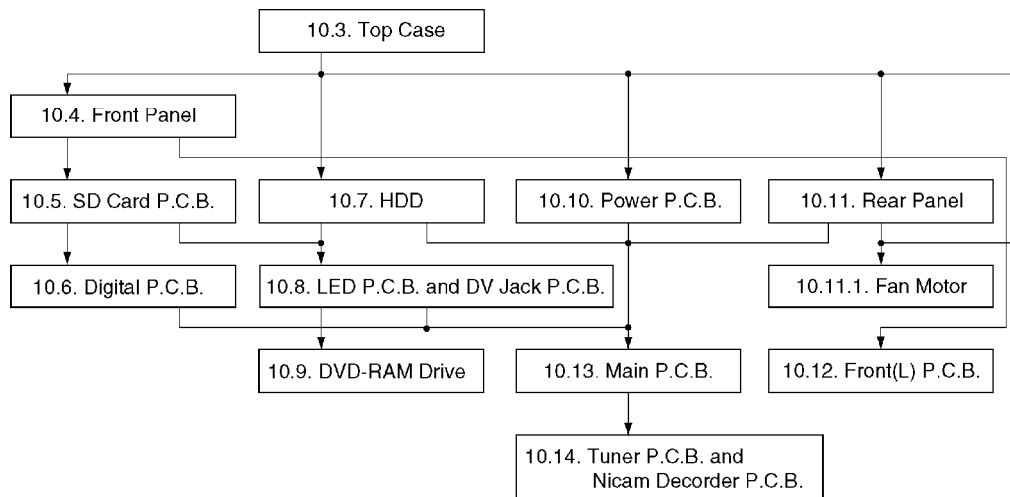 10.3. Top Case
10.4. Front Panel
10.5. SD Card P.C.B.
10.7. HDD
10.10. Power P.C.B.
10.11. Rear Panel
10.6. Digital P.C.B.
10.8. LED P.C.B. and DV Jack P.C.B.
10.11.1. Fan Motor
10.9. DVD-RAM Drive
10.13. Main P.C.B.
10.12. Front(L) P.C.B.
10.14. Tuner P.C.B. and
Nicam Decorder P.C.B.